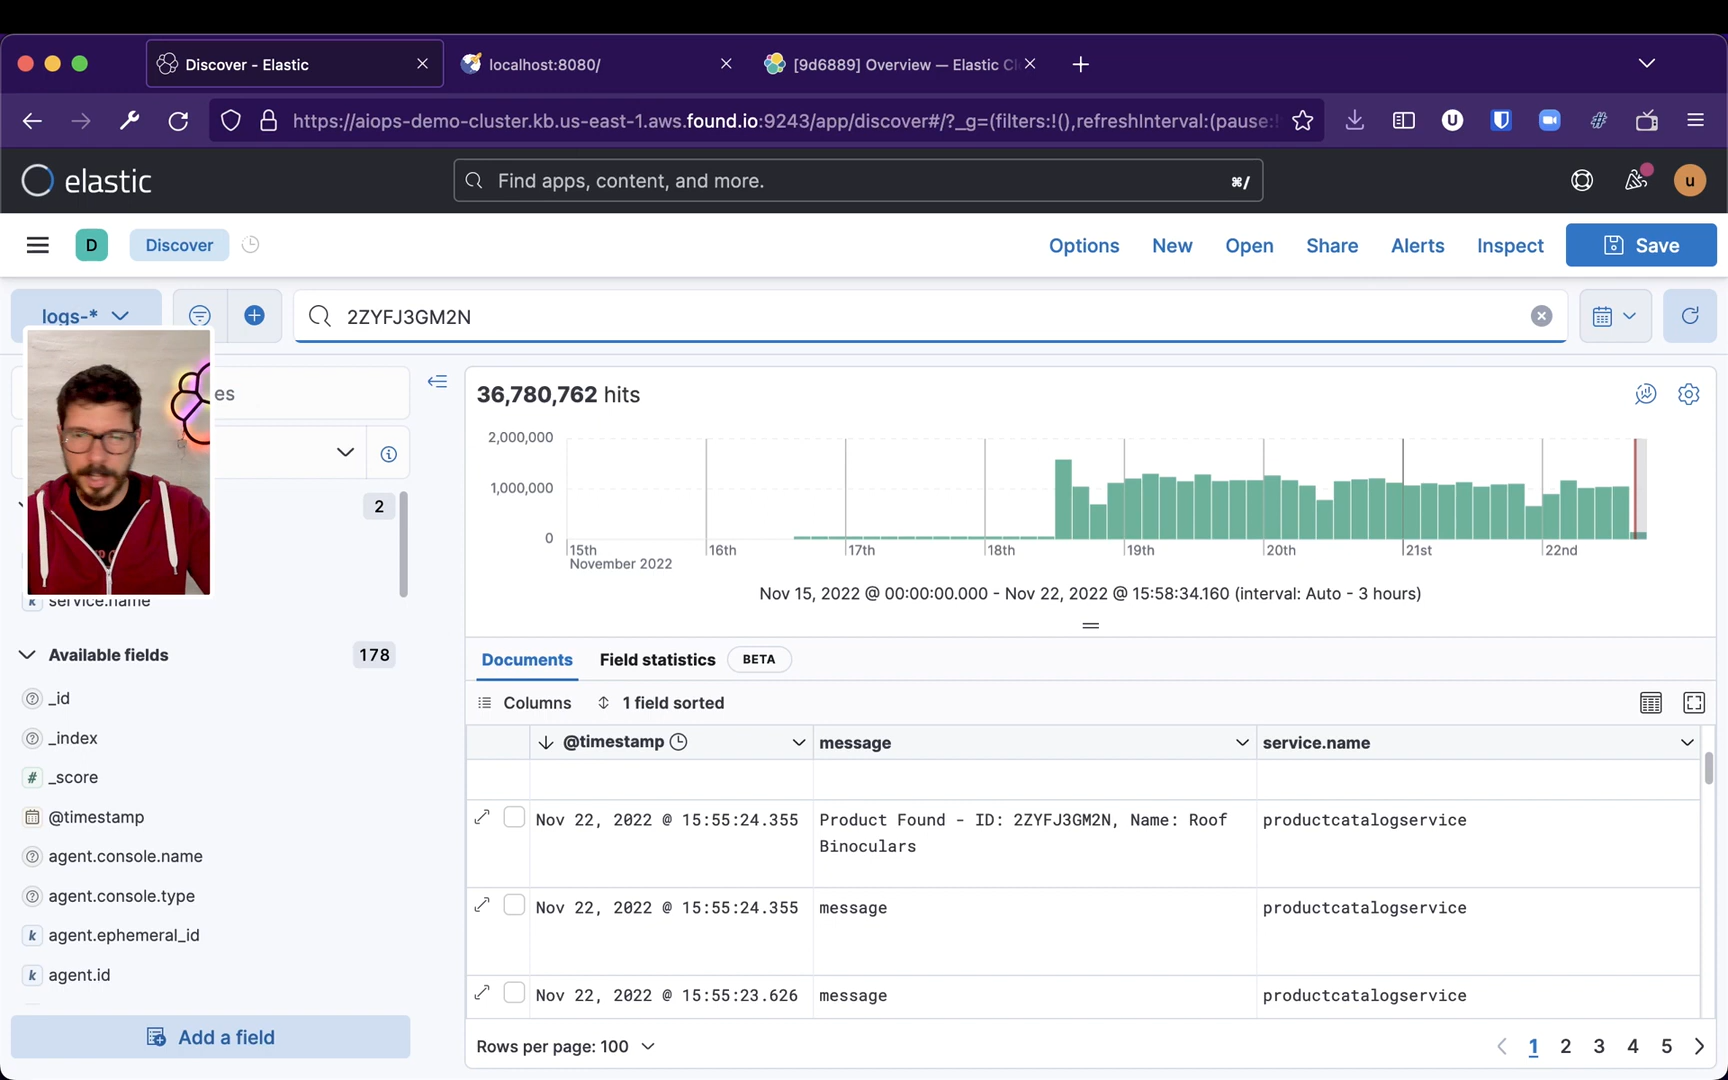 Discover - Elastic
localhost:8080/
[9d6889] Overview — Elastic Cl
https://aiops-demo-cluster.kb.us-east-1.aws.found.io:9243/app/discover#/?_g=(filters:!(),refreshInterval:(pause:!
elastic
Find apps, content, and more.
⌘/
u
D
Discover
Options
New
Open
Share
Alerts
Inspect
Save
logs-*
2ZYFJ3GM2N
es
2
service.name
Available fields
178
_id
_index
# _score
@timestamp
agent.console.name
agent.console.type
k agent.ephemeral_id
k agent.id
Add a field
36,780,762 hits
2,000,000
1,000,000
0
15th
16th
17th
18th
19th
20th
21st
22nd
November 2022
Nov 15, 2022 @ 00:00:00.000 - Nov 22, 2022 @ 15:58:34.160 (interval: Auto - 3 hours)
Documents
Field statistics
BETA
Columns
1 field sorted
@timestamp
message
service.name
Nov 22, 2022 @ 15:55:24.355
Product Found - ID: 2ZYFJ3GM2N, Name: Roof
Binoculars
productcatalogservice
Nov 22, 2022 @ 15:55:24.355
message
productcatalogservice
Nov 22, 2022 @ 15:55:23.626
message
productcatalogservice
Rows per page: 100
1 2 3 4 5